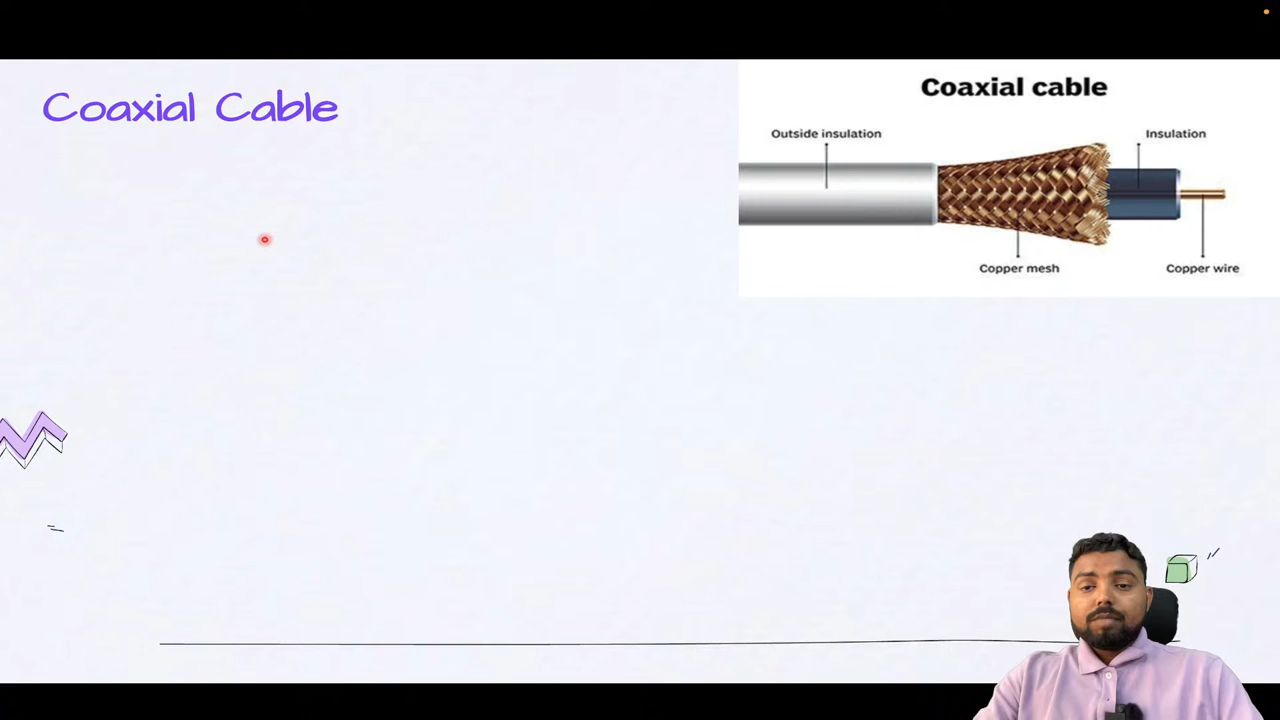 Coaxial Cable
Coaxial cable
Outside insulation
Insulation
Copper mesh
Copper wire